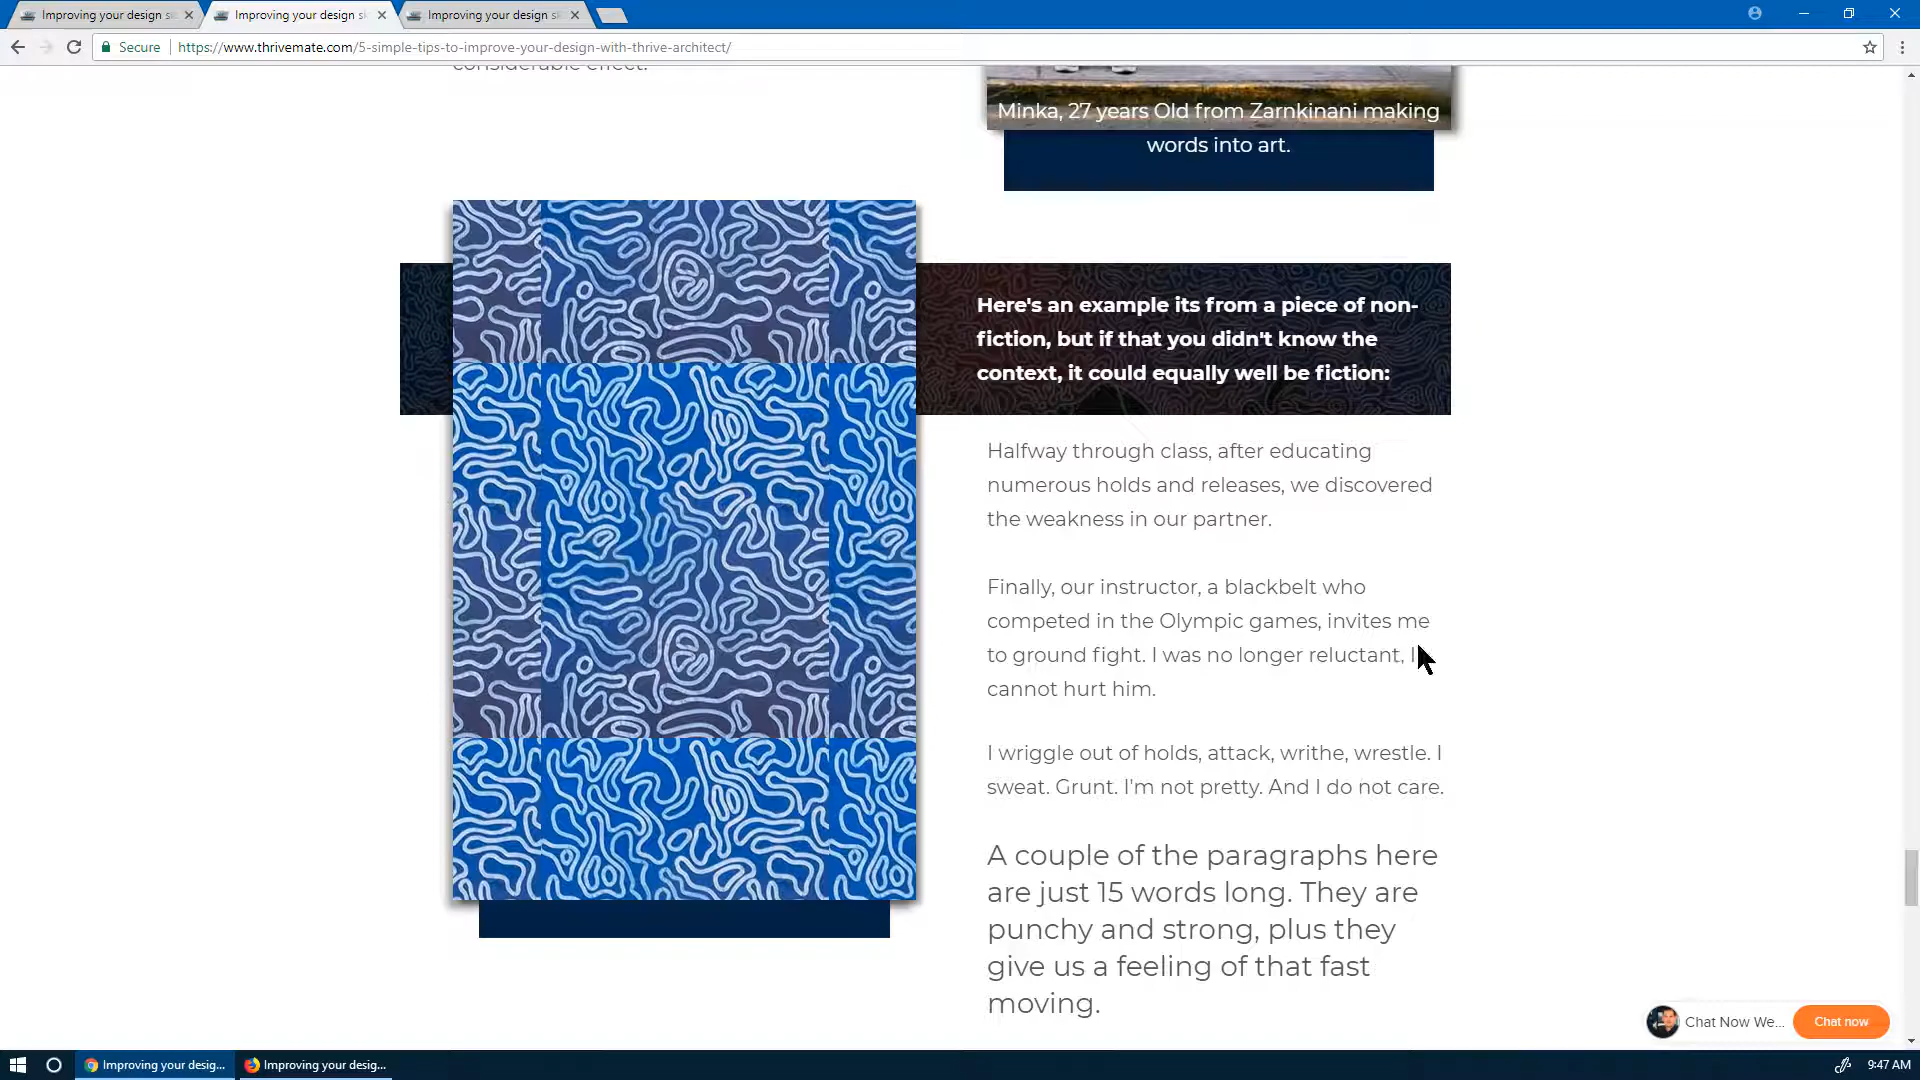 Improving your design sk
Improving your design sk
Improving your design sk
Secure
https://www.thrivemate.com/5-simple-tips-to-improve-your-design-with-thrive-architect/
considerable effect.
Minka, 27 years Old from Zarnkinani making
words into art.
Here's an example its from a piece of non-
fiction, but if that you didn't know the
context, it could equally well be fiction:
Halfway through class, after educating
numerous holds and releases, we discovered
the weakness in our partner.
Finally, our instructor, a blackbelt who
competed in the Olympic games, invites me
to ground fight. I was no longer reluctant, I
cannot hurt him.
I wriggle out of holds, attack, writhe, wrestle. I
sweat. Grunt. I'm not pretty. And I do not care.
A couple of the paragraphs here
are just 15 words long. They are
punchy and strong, plus they
give us a feeling of that fast
moving.
Chat Now We...
Chat now
Improving your desig...
Improving your desig...
9:47 AM